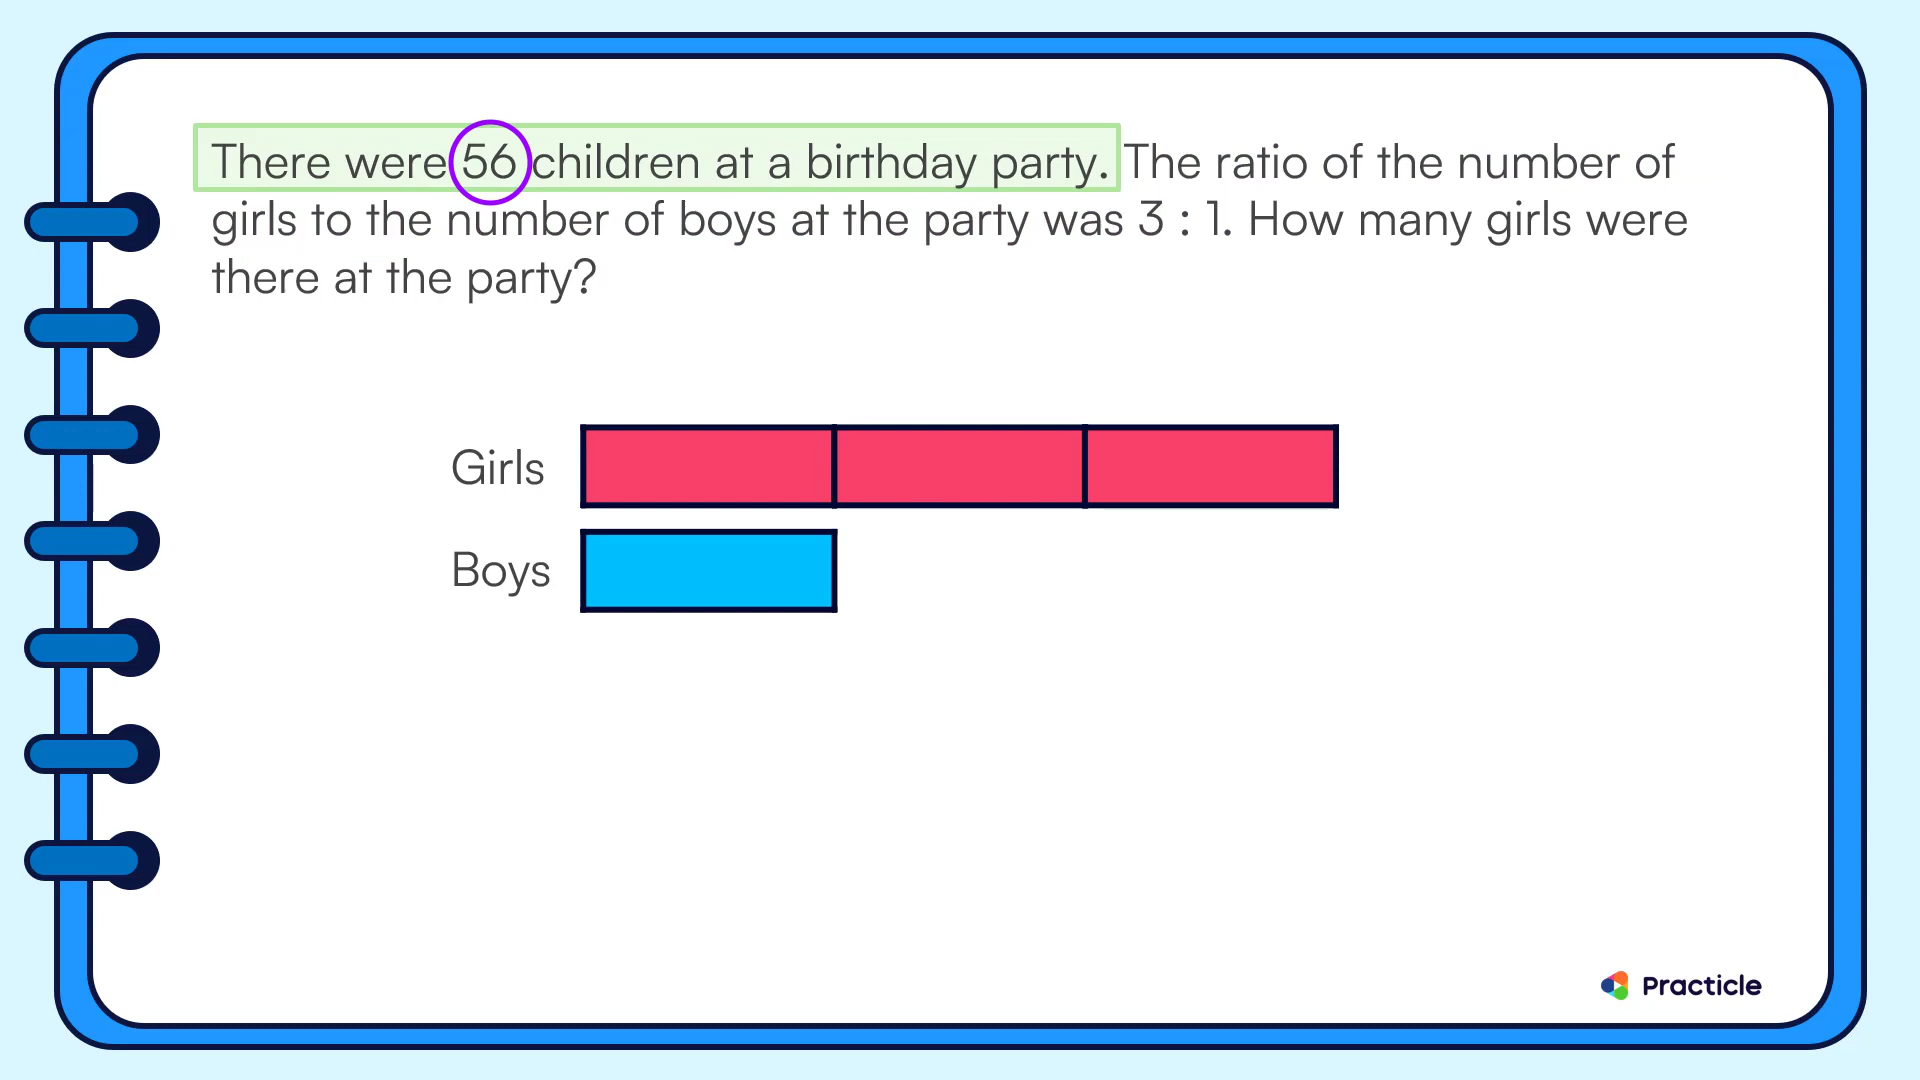 There were 56 children at a birthday party. The ratio of the number of
girls to the number of boys at the party was 3 : 1. How many girls were
there at the party?
Girls
Boys
Practicle